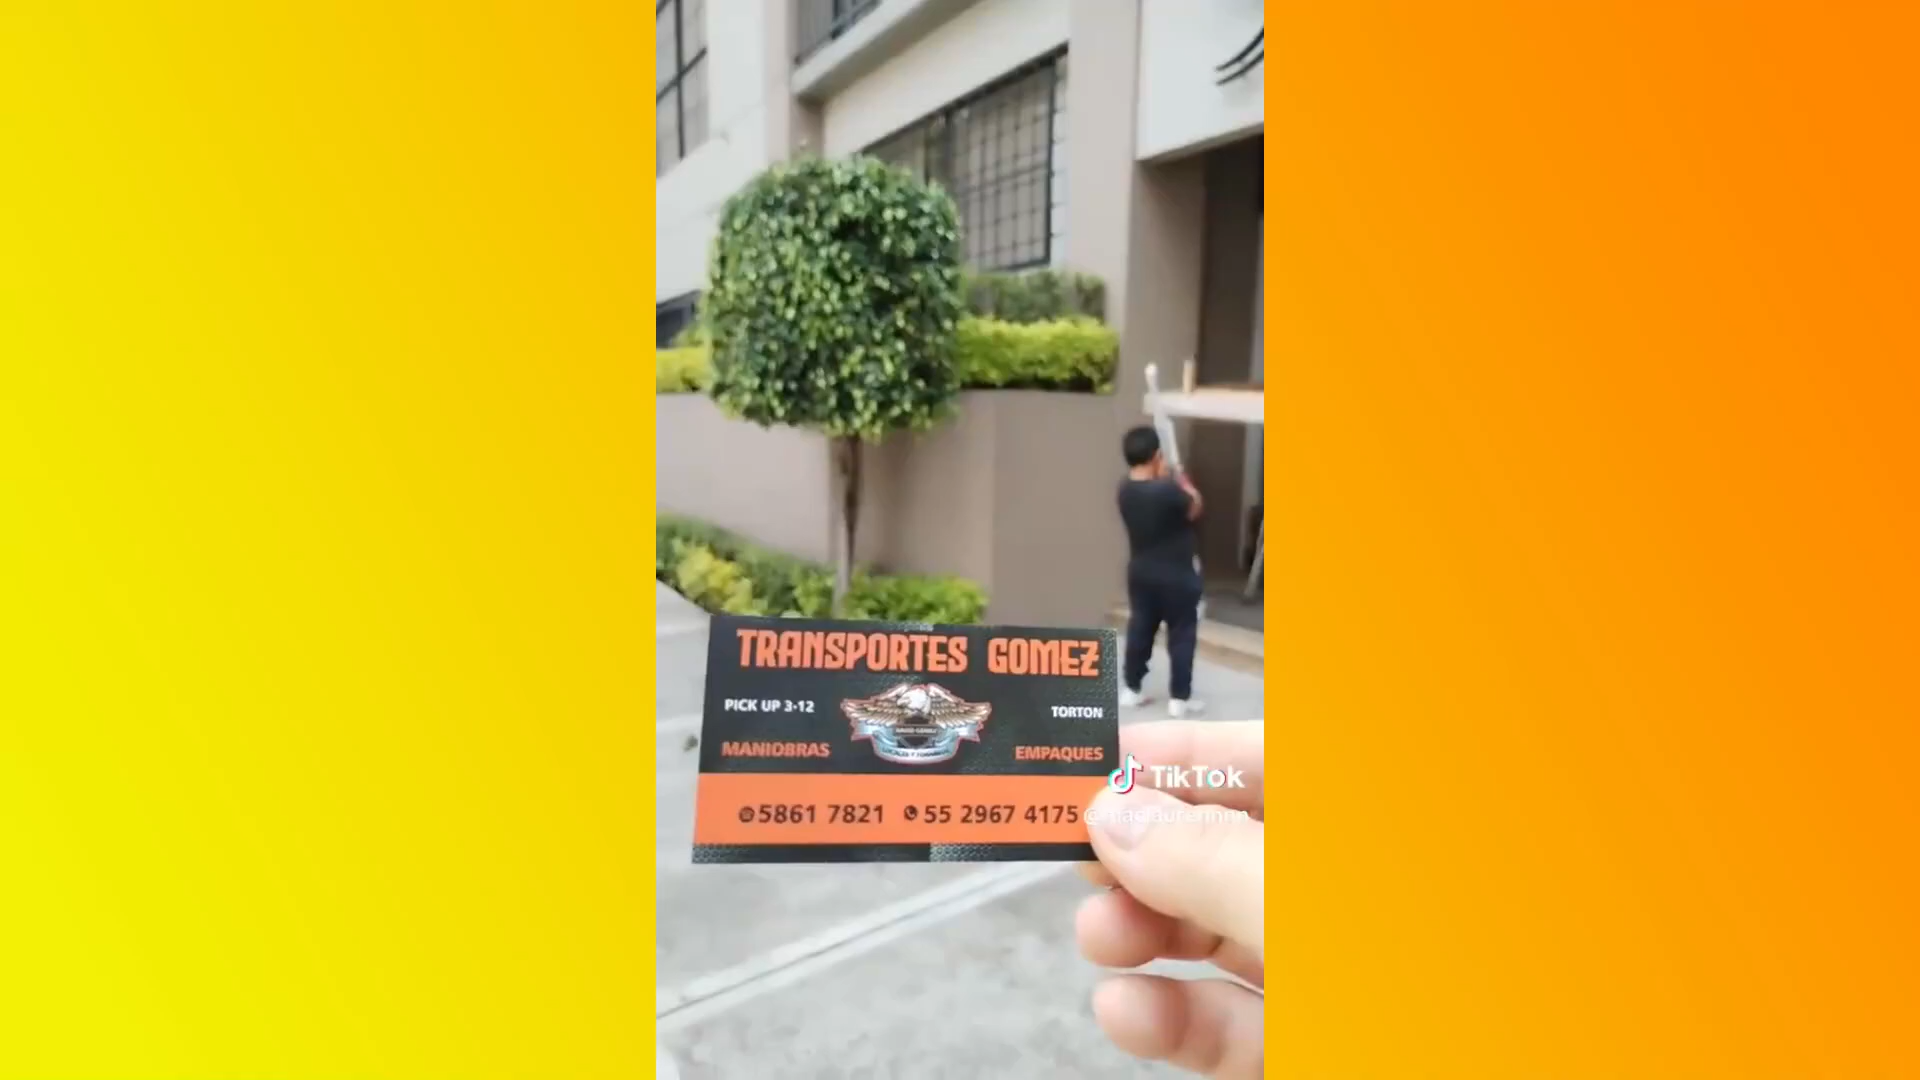 TRANSPORTES GOMEZ
PICK UP 3-12
TORTON
MANIOBRAS
EMPAQUES
5861 7821 55 2967 4175
TikTok